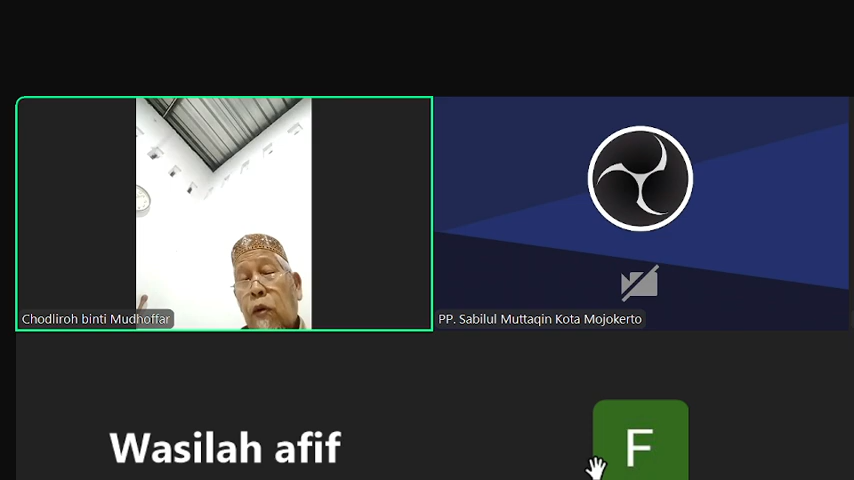 Chodliroh binti Mudhoffar
PP. Sabilul Muttaqin Kota Mojokerto
Wasilah afif
F